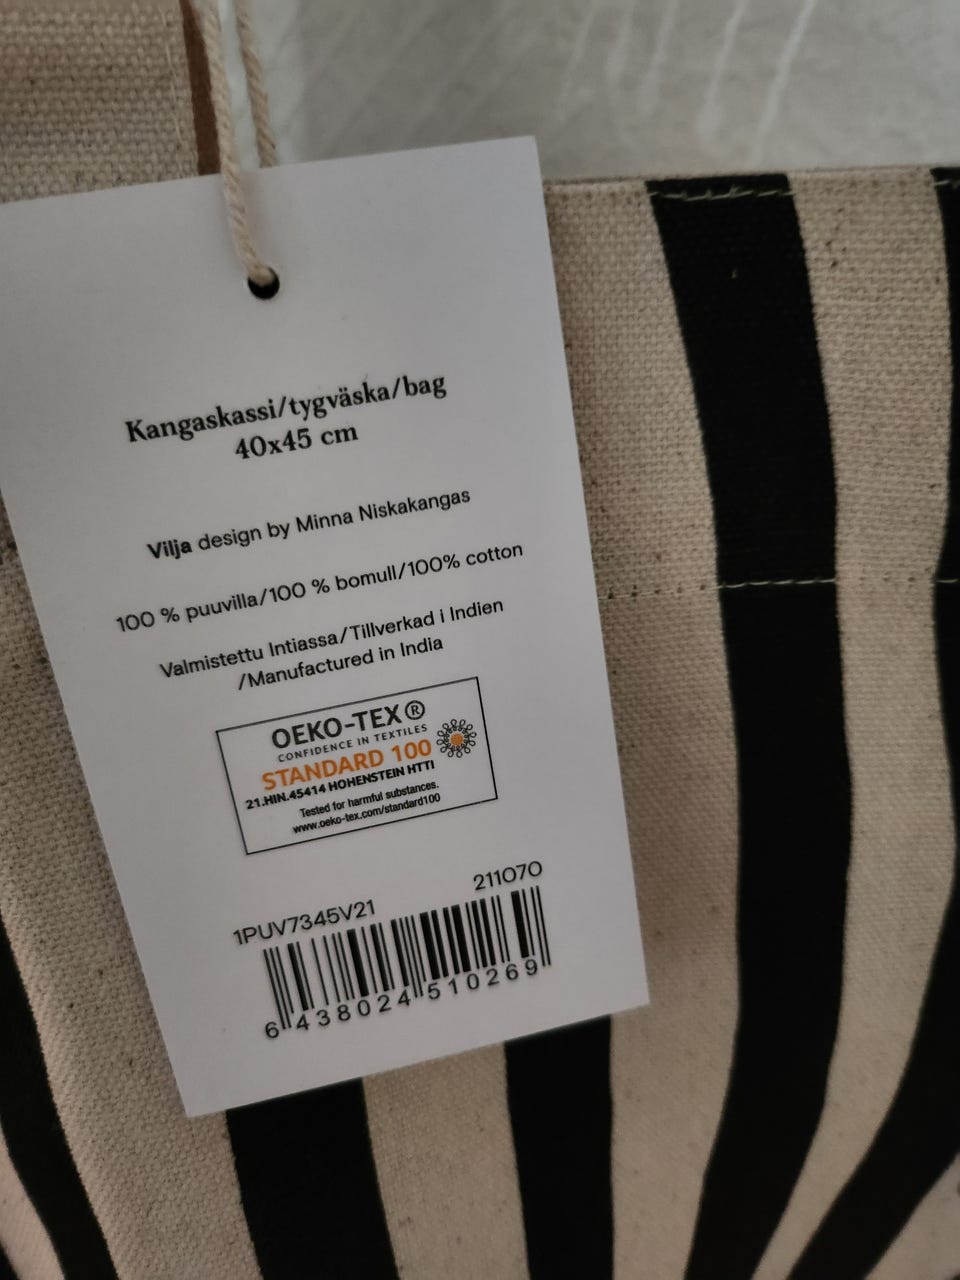 Kangaskassi/tygväska/bag
40x45 cm
Vilja design by Minna Niskakangas
100 % puuvilla/100 % bomull/100% cotton
Valmistettu Intiassa/Tillverkad i Indien
/Manufactured in India
OEKO-TEX®
CONFIDENCE IN TEXTILES
STANDARD 100
21.HIN.45414 HOHENSTEIN HTTI
Tested for harmful substances.
www.oeko-tex.com/standard100
1PUV7345V21 211070
6 438024 510269